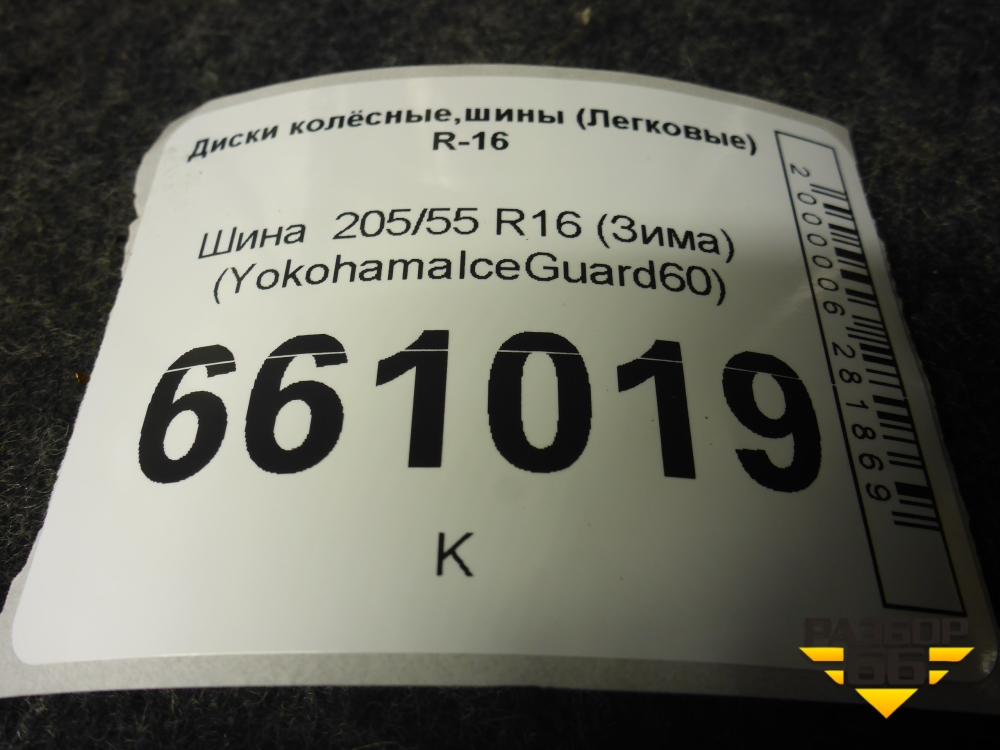 Диски колёсные,шины (Легковые)
R-16
Шина 205/55 R16 (Зима)
(YokohamaIceGuard60)
661019
К
2000006281869
РАЗБОР
66